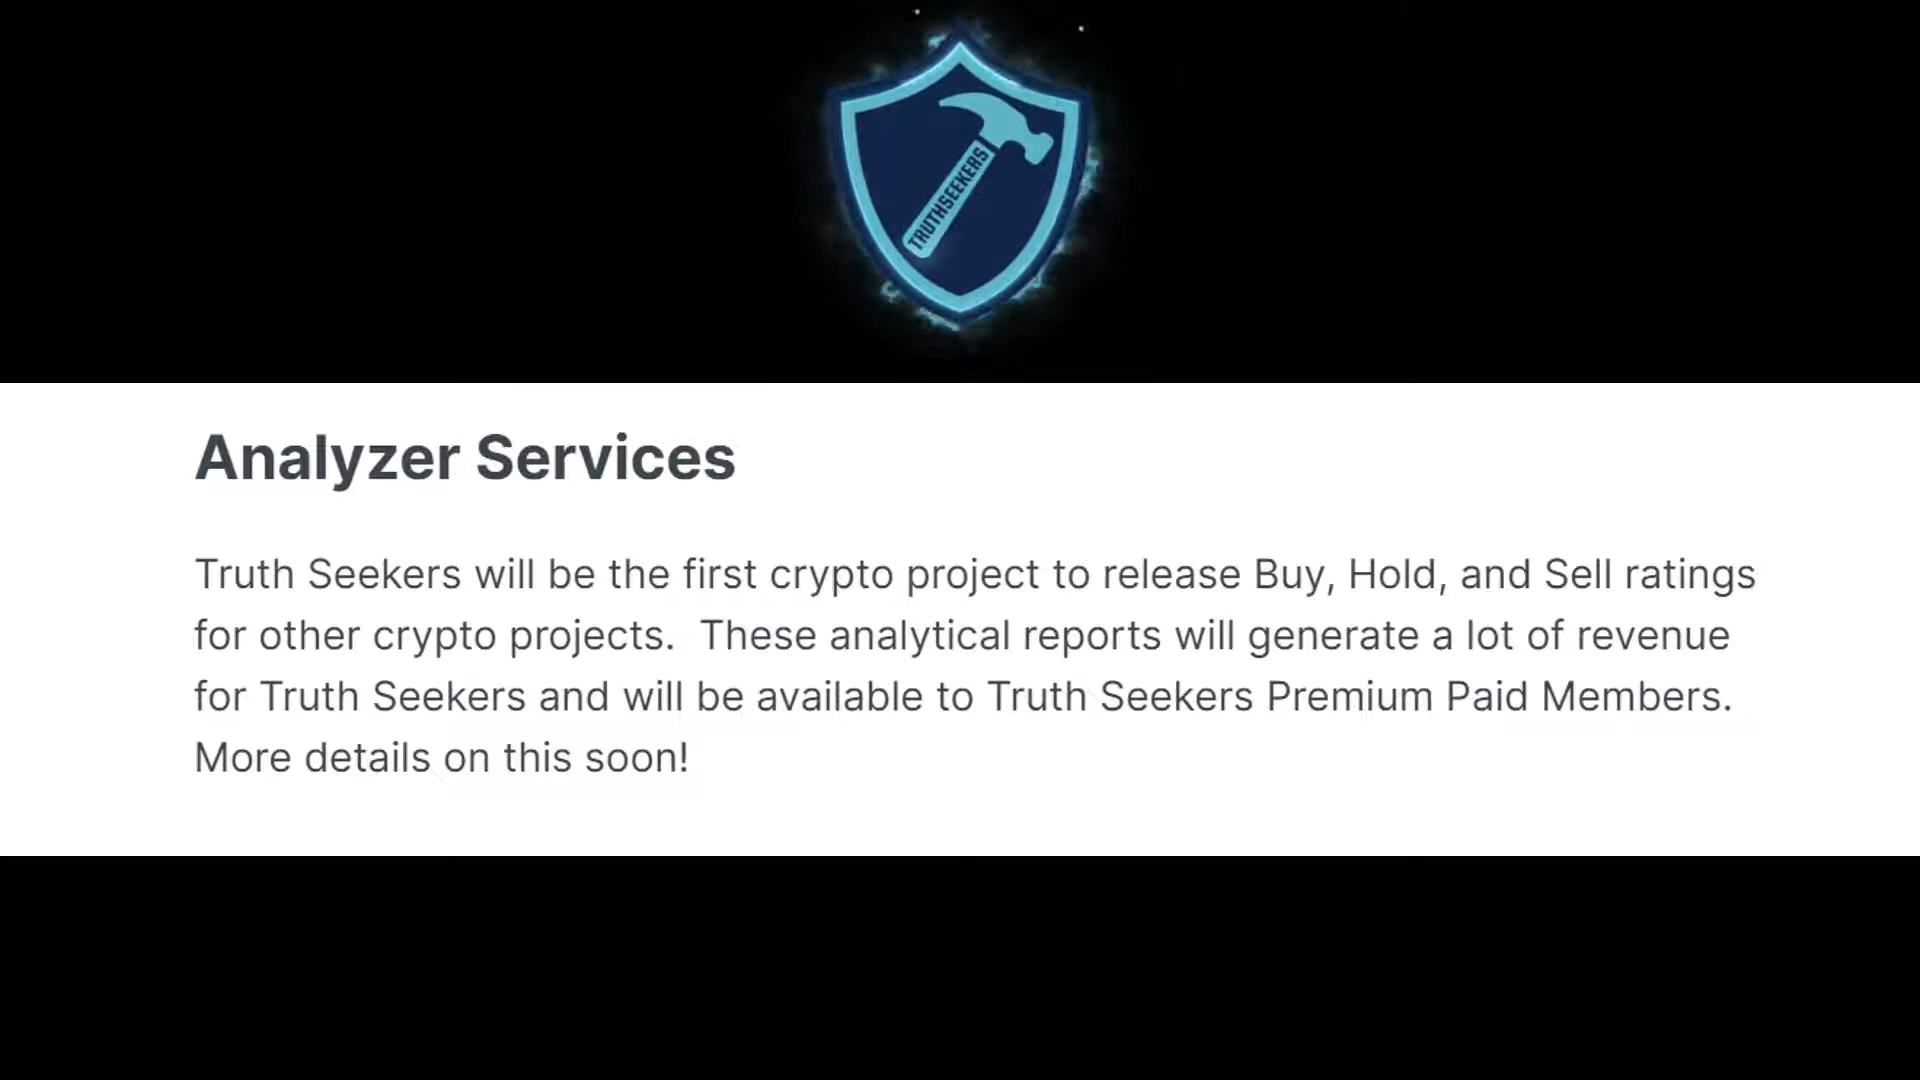 TRUTHSEEKERS
Analyzer Services
Truth Seekers will be the first crypto project to release Buy, Hold, and Sell ratings
for other crypto projects.  These analytical reports will generate a lot of revenue
for Truth Seekers and will be available to Truth Seekers Premium Paid Members.
More details on this soon!